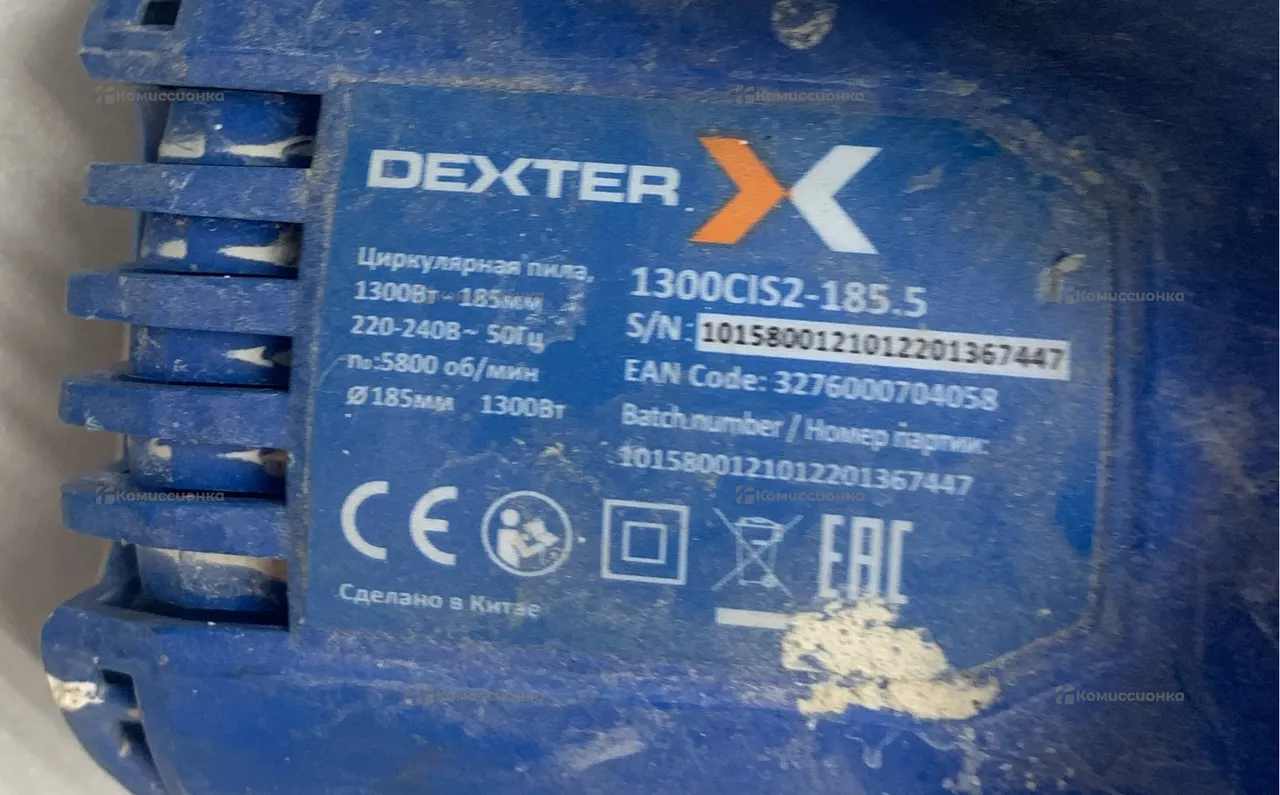 DEXTER
Циркулярная пила,
1300Вт - 185мм
220-240В~ 50Гц
n₀:5800 об/мин
Ø185мм 1300Вт
1300CIS2-185.5
S/N: 1015800121012201367447
EAN Code: 3276000704058
Batch.number / Номер партии:
1015800121012201367447
CE
EAC
Сделано в Китае
Комиссионка
Комиссионка
Комиссионка
Комиссионка
Комиссионка
Комиссионка
Комиссионка